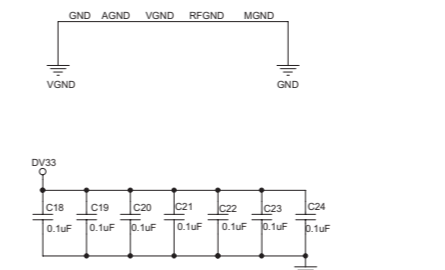 GND AGND VGND RFGND MGND
VGND GND
DV33
C18 C19 C20 C21 C22 C23 C24
0.1uF 0.1uF 0.1uF 0.1uF 0.1uF 0.1uF 0.1uF